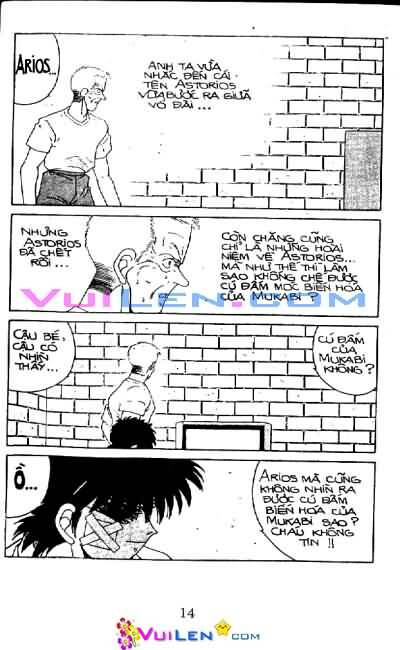 ARIOS...
ANH TA VỪA
NHẮC ĐẾN CÁI
TÊN ASTORIOS
VỪA BƯỚC RA GIỮA
VÕ ĐÀI...
NHƯNG
ASTORIOS
ĐÃ CHẾT
RỒI...
CÒN CHĂNG CŨNG
CHỈ LÀ NHỮNG HOÀI
NIỆM VỀ ASTORIOS...
MÀ NHƯ THẾ THÌ LÀM
SAO KHỐNG CHẾ ĐƯỢC
CÚ ĐẤM MÓC BIẾN HÓA
CỦA MUKABI?
VUILEN.COM
CẬU BÉ,
CẬU CÓ
NHÌN
THẤY...
CÚ ĐẤM
CỦA
MUKABI
KHÔNG?
Ồ...
ARIOS MÀ CŨNG
KHÔNG NHÌN RA
ĐƯỢC CÚ ĐẤM
BIẾN HÓA CỦA
MUKABI SAO?
CHÁU KHÔNG
TIN!!
14
VUILEN.COM